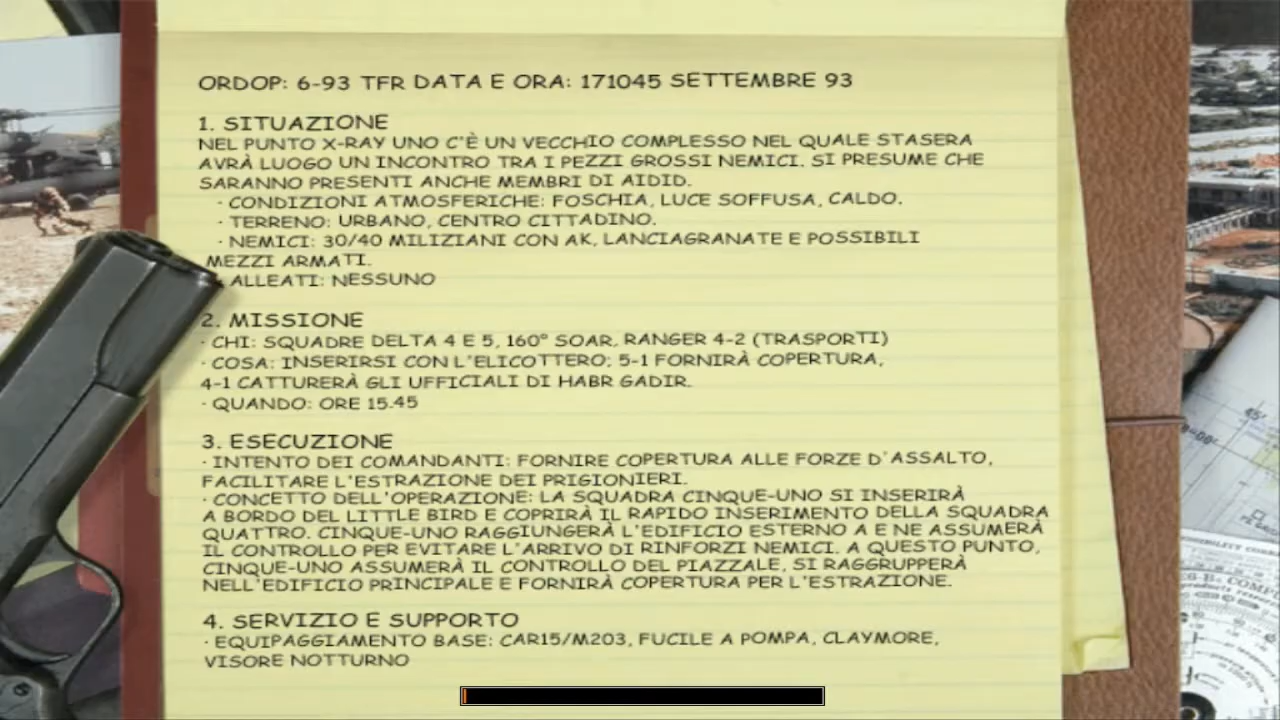 ORDOP: 6-93 TFR DATA E ORA: 171045 SETTEMBRE 93
1. SITUAZIONE
NEL PUNTO X-RAY UNO C'È UN VECCHIO COMPLESSO NEL QUALE STASERA
AVRÀ LUOGO UN INCONTRO TRA I PEZZI GROSSI NEMICI. SI PRESUME CHE
SARANNO PRESENTI ANCHE MEMBRI DI AIDID.
· CONDIZIONI ATMOSFERICHE: FOSCHIA, LUCE SOFFUSA, CALDO.
· TERRENO: URBANO, CENTRO CITTADINO.
· NEMICI: 30/40 MILIZIANI CON AK, LANCIAGRANATE E POSSIBILI
MEZZI ARMATI.
ALLEATI: NESSUNO
2. MISSIONE
· CHI: SQUADRE DELTA 4 E 5, 160° SOAR, RANGER 4-2 (TRASPORTI)
· COSA: INSERIRSI CON L'ELICOTTERO; 5-1 FORNIRÀ COPERTURA,
4-1 CATTURERÀ GLI UFFICIALI DI HABR GADIR.
· QUANDO: ORE 15.45
3. ESECUZIONE
· INTENTO DEI COMANDANTI: FORNIRE COPERTURA ALLE FORZE D'ASSALTO,
FACILITARE L'ESTRAZIONE DEI PRIGIONIERI.
· CONCETTO DELL'OPERAZIONE: LA SQUADRA CINQUE-UNO SI INSERIRÀ
A BORDO DEL LITTLE BIRD E COPRIRÀ IL RAPIDO INSERIMENTO DELLA SQUADRA
QUATTRO. CINQUE-UNO RAGGIUNGERÀ L'EDIFICIO ESTERNO A E NE ASSUMERÀ
IL CONTROLLO PER EVITARE L'ARRIVO DI RINFORZI NEMICI. A QUESTO PUNTO,
CINQUE-UNO ASSUMERÀ IL CONTROLLO DEL PIAZZALE, SI RAGGRUPPERÀ
NELL'EDIFICIO PRINCIPALE E FORNIRÀ COPERTURA PER L'ESTRAZIONE.
4. SERVIZIO E SUPPORTO
· EQUIPAGGIAMENTO BASE: CAR15/M203, FUCILE A POMPA, CLAYMORE,
VISORE NOTTURNO
45'